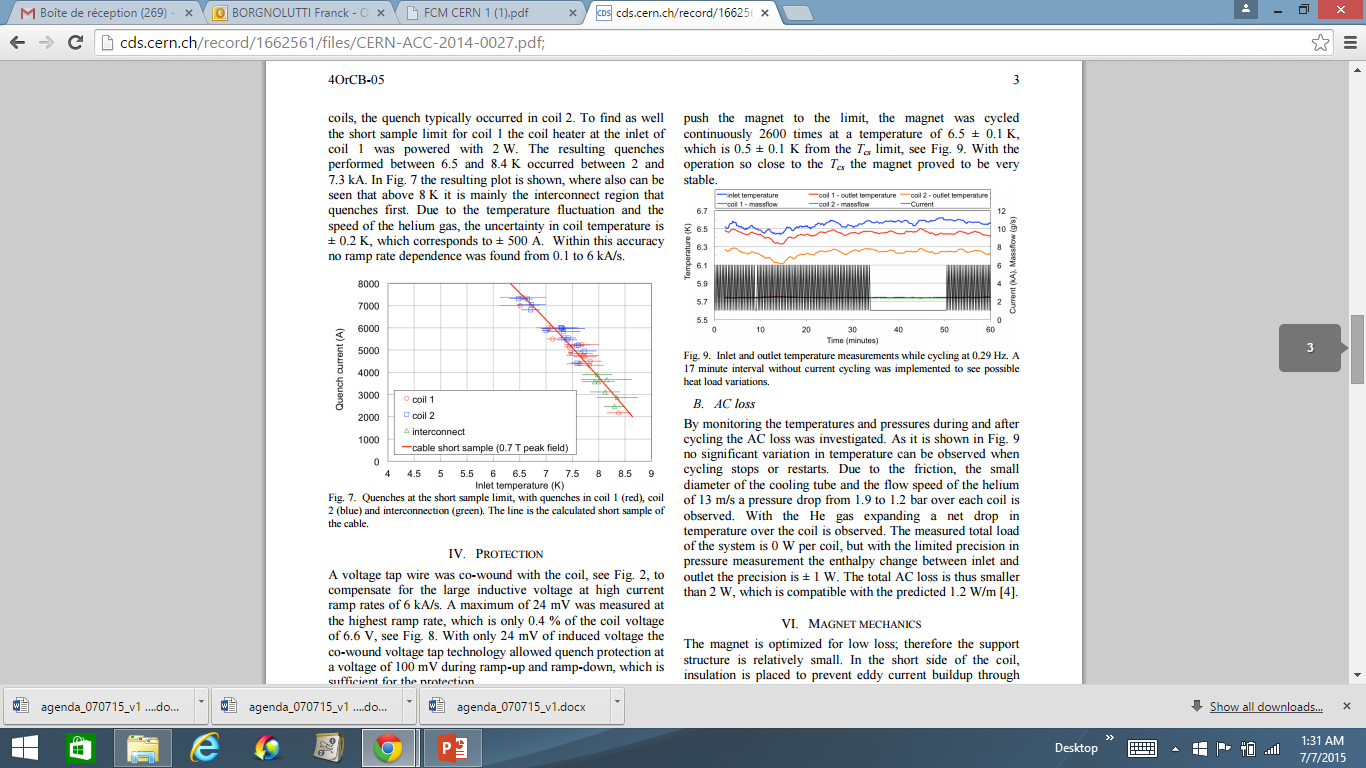 Boîte de réception (269) -
BORGNOLUTTI Franck - O
FCM CERN 1 (1).pdf
CDS cds.cern.ch/record/166256
cds.cern.ch/record/1662561/files/CERN-ACC-2014-0027.pdf;
4OrCB-05
3
coils, the quench typically occurred in coil 2. To find as well
the short sample limit for coil 1 the coil heater at the inlet of
coil 1 was powered with 2 W. The resulting quenches
performed between 6.5 and 8.4 K occurred between 2 and
7.3 kA. In Fig. 7 the resulting plot is shown, where also can be
seen that above 8 K it is mainly the interconnect region that
quenches first. Due to the temperature fluctuation and the
speed of the helium gas, the uncertainty in coil temperature is
± 0.2 K, which corresponds to ± 500 A. Within this accuracy
no ramp rate dependence was found from 0.1 to 6 kA/s.
8000
7000
6000
5000
4000
3000
2000
1000
0
Quench current (A)
coil 1
coil 2
interconnect
cable short sample (0.7 T peak field)
4 4.5 5 5.5 6 6.5 7 7.5 8 8.5 9
Inlet temperature (K)
Fig. 7. Quenches at the short sample limit, with quenches in coil 1 (red), coil
2 (blue) and interconnection (green). The line is the calculated short sample of
the cable.
IV. PROTECTION
A voltage tap wire was co-wound with the coil, see Fig. 2, to
compensate for the large inductive voltage at high current
ramp rates of 6 kA/s. A maximum of 24 mV was measured at
the highest ramp rate, which is only 0.4 % of the coil voltage
of 6.6 V, see Fig. 8. With only 24 mV of induced voltage the
co-wound voltage tap technology allowed quench protection at
a voltage of 100 mV during ramp-up and ramp-down, which is
sufficient for the protection.
push the magnet to the limit, the magnet was cycled
continuously 2600 times at a temperature of 6.5 ± 0.1 K,
which is 0.5 ± 0.1 K from the Tcs limit, see Fig. 9. With the
operation so close to the Tcs the magnet proved to be very
stable.
inlet temperature coil 1 - outlet temperature coil 2 - outlet temperature
coil 1 - massflow coil 2 - massflow Current
6.7
6.5
6.3
6.1
5.9
5.7
5.5
Temperature (K)
12
10
8
6
4
2
0
Current (kA), Massflow (g/s)
0 10 20 30 40 50 60
Time (minutes)
Fig. 9. Inlet and outlet temperature measurements while cycling at 0.29 Hz. A
17 minute interval without current cycling was implemented to see possible
heat load variations.
B. AC loss
By monitoring the temperatures and pressures during and after
cycling the AC loss was investigated. As it is shown in Fig. 9
no significant variation in temperature can be observed when
cycling stops or restarts. Due to the friction, the small
diameter of the cooling tube and the flow speed of the helium
of 13 m/s a pressure drop from 1.9 to 1.2 bar over each coil is
observed. With the He gas expanding a net drop in
temperature over the coil is observed. The measured total load
of the system is 0 W per coil, but with the limited precision in
pressure measurement the enthalpy change between inlet and
outlet the precision is ± 1 W. The total AC loss is thus smaller
than 2 W, which is compatible with the predicted 1.2 W/m [4].
VI. MAGNET MECHANICS
The magnet is optimized for low loss; therefore the support
structure is relatively small. In the short side of the coil,
insulation is placed to prevent eddy current buildup through
3
agenda_070715_v1 ....do...
agenda_070715_v1 ....do...
agenda_070715_v1.docx
Show all downloads...
Desktop
1:31 AM
7/7/2015